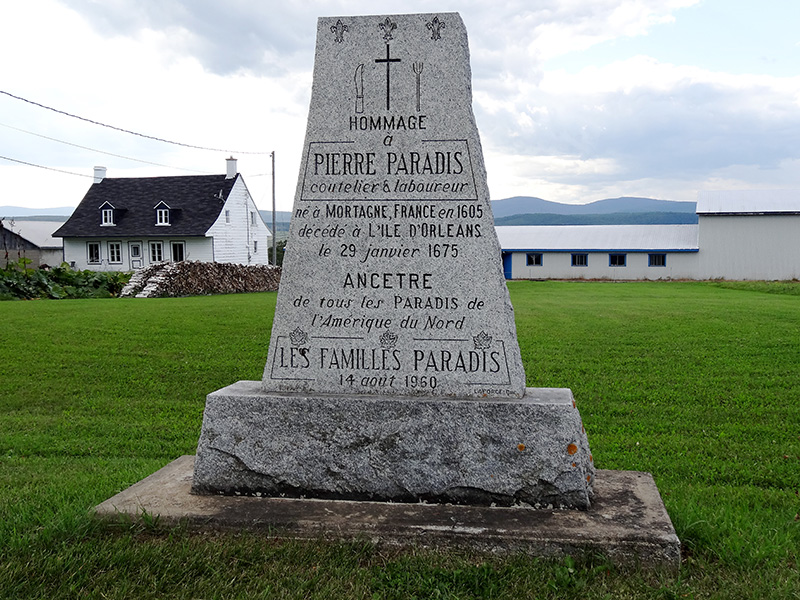 HOMMAGE
à
PIERRE PARADIS
coutelier & laboureur
né à MORTAGNE, FRANCE en 1605
décédé à L'ILE D'ORLEANS
le 29 janvier 1675.
ANCETRE
de tous les PARADIS de
l'Amérique du Nord
LES FAMILLES PARADIS
14 août 1960.